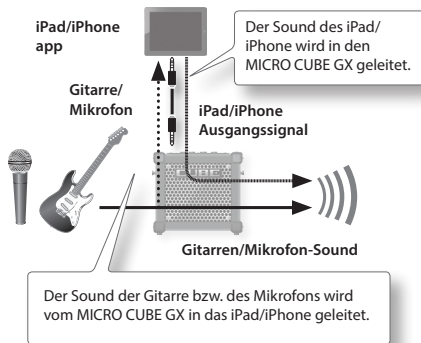 iPad/iPhone
app
Der Sound des iPad/
iPhone wird in den
MICRO CUBE GX geleitet.
Gitarre/
Mikrofon
iPad/iPhone
Ausgangssignal
CUBE
Gitarren/Mikrofon-Sound
Der Sound der Gitarre bzw. des Mikrofons wird
vom MICRO CUBE GX in das iPad/iPhone geleitet.